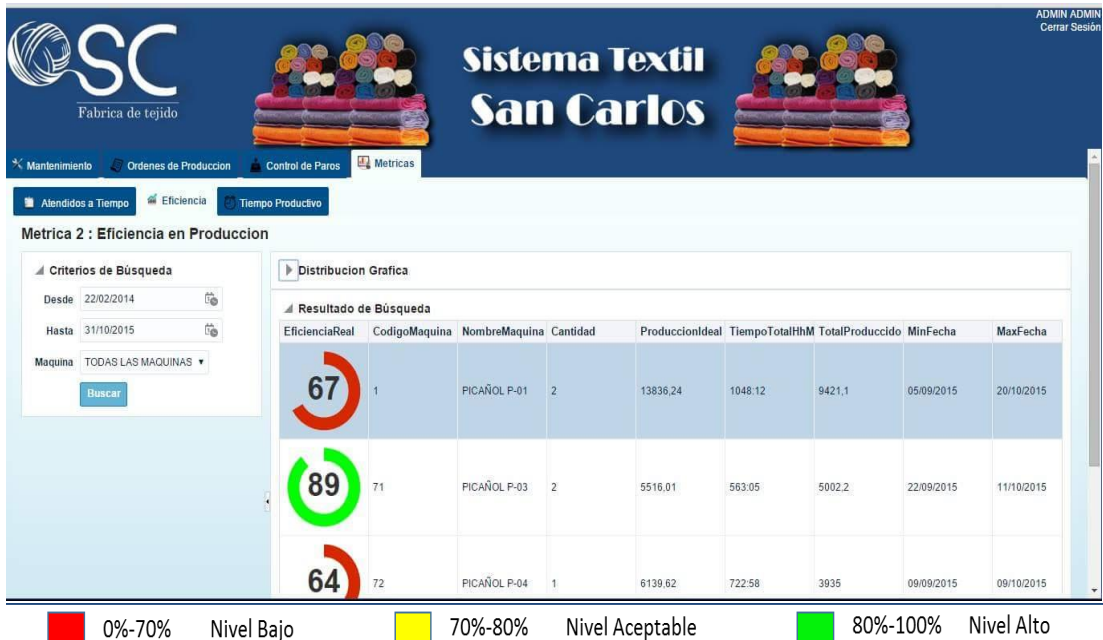 ADMIN ADMIN
Cerrar Sesión
SC
Fabrica de tejido
Sistema Textil
San Carlos
Mantenimiento
Ordenes de Produccion
Control de Paros
Metricas
Atendidos a Tiempo
Eficiencia
Tiempo Productivo
Metrica 2 : Eficiencia en Produccion
Criterios de Búsqueda
Desde 22/02/2014
Hasta 31/10/2015
Maquina TODAS LAS MAQUINAS
Buscar
Distribucion Grafica
Resultado de Búsqueda
EficienciaReal CodigoMaquina NombreMaquina Cantidad ProduccionIdeal TiempoTotalHhM TotalProduccido MinFecha MaxFecha
67 1 PICAÑOL P-01 2 13836,24 1048:12 9421,1 05/09/2015 20/10/2015
89 71 PICAÑOL P-03 2 5516,01 563:05 5002,2 22/09/2015 11/10/2015
64 72 PICAÑOL P-04 1 6139,62 722:58 3935 09/09/2015 09/10/2015
0%-70% Nivel Bajo
70%-80% Nivel Aceptable
80%-100% Nivel Alto